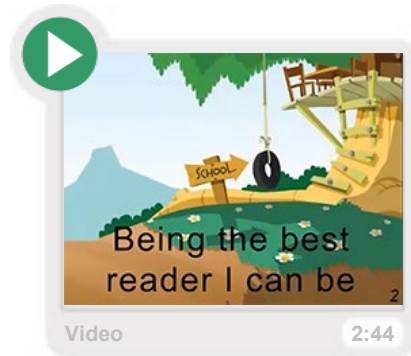 SCHOOL
Being the best
reader I can be
2
Video
2:44